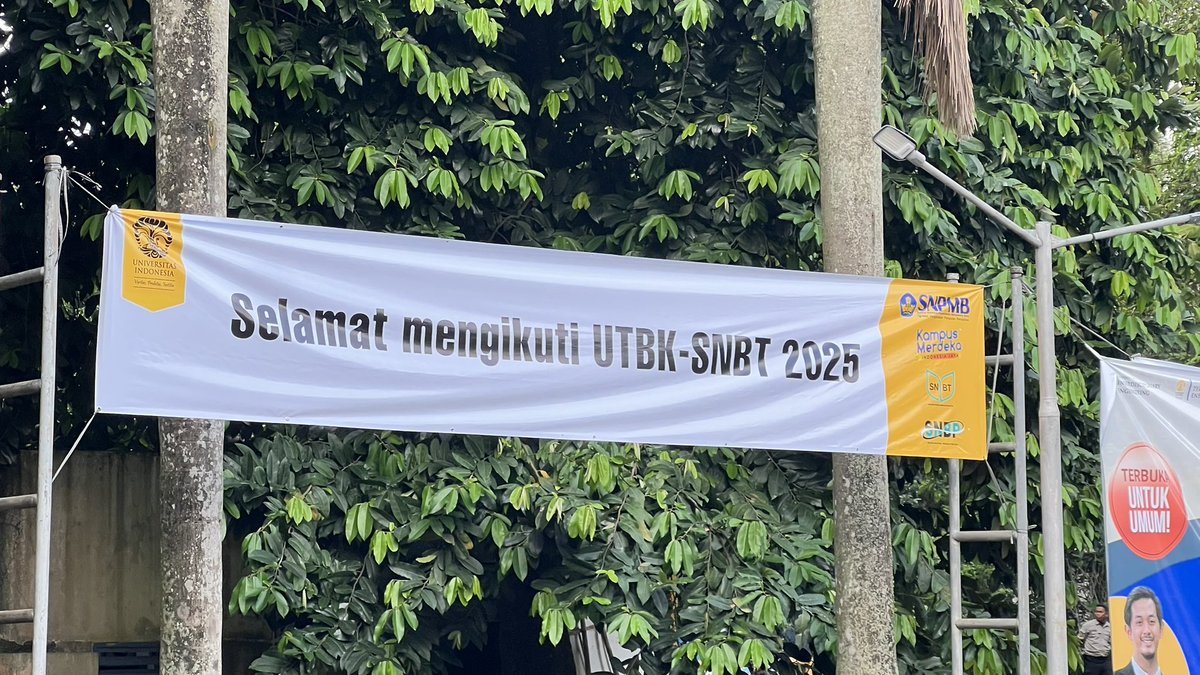 UNIVERSITAS
INDONESIA
Veritas, Probitas, Iustitia
Selamat mengikuti UTBK-SNBT 2025
SNPMB
Kampus
Merdeka
INDONESIA JAYA
SNBT
SNBP
TERBUKA
UNTUK
UMUM!